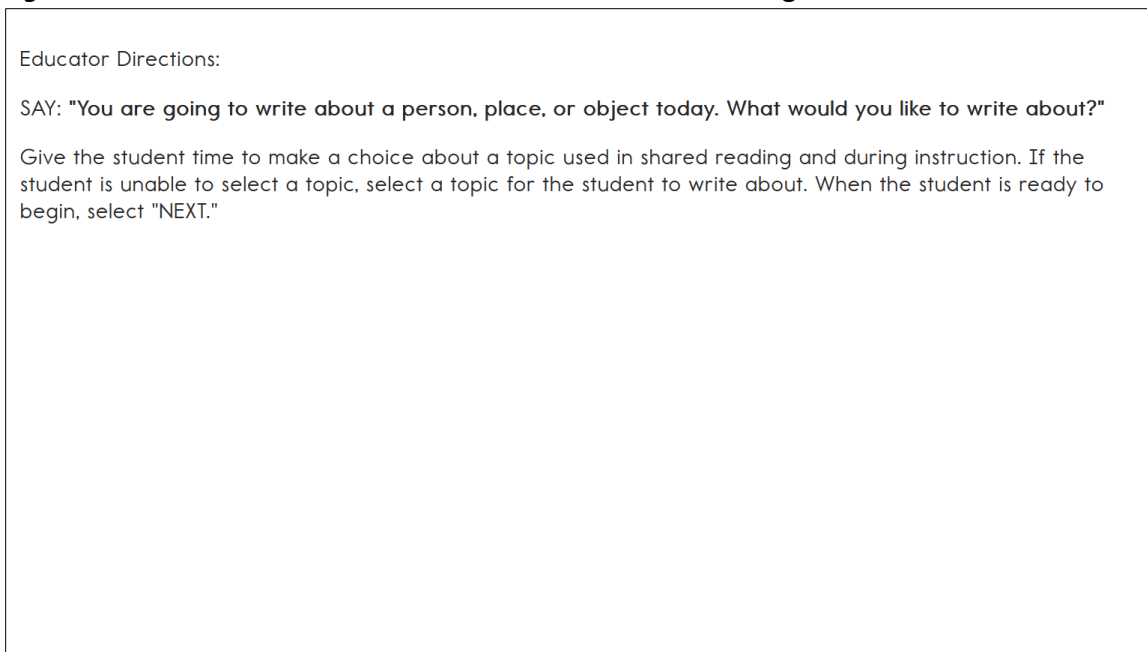 Educator Directions:
SAY: "You are going to write about a person, place, or object today. What would you like to write about?"
Give the student time to make a choice about a topic used in shared reading and during instruction. If the
student is unable to select a topic, select a topic for the student to write about. When the student is ready to
begin, select "NEXT."